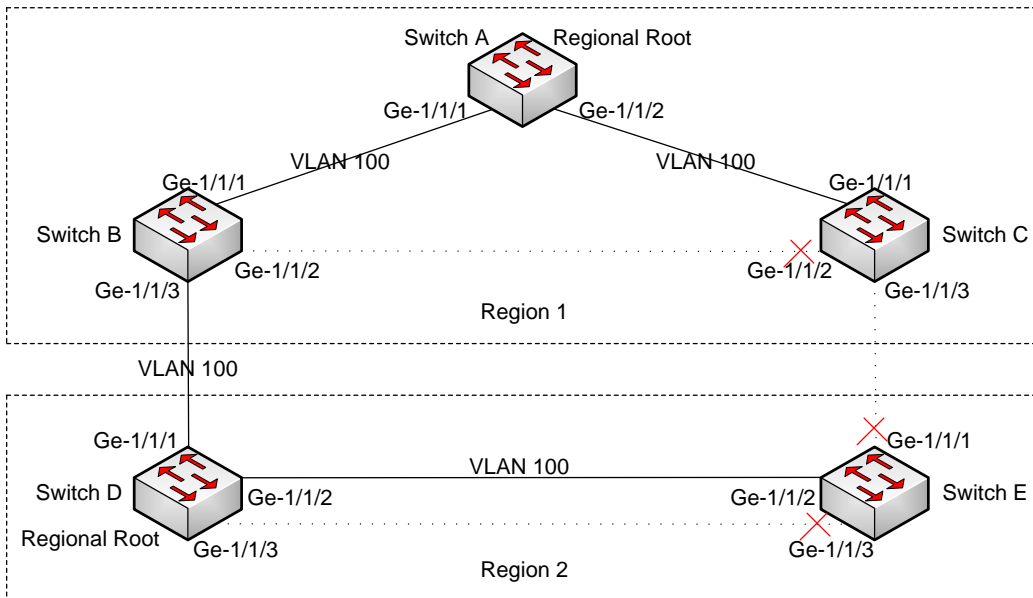 Switch A
Regional Root
Ge-1/1/1
Ge-1/1/2
VLAN 100
VLAN 100
Ge-1/1/1
Ge-1/1/1
Switch B
Switch C
Ge-1/1/2
Ge-1/1/2
Ge-1/1/3
Ge-1/1/3
Region 1
VLAN 100
Ge-1/1/1
Ge-1/1/1
VLAN 100
Switch D
Ge-1/1/2
Ge-1/1/2
Switch E
Regional Root
Ge-1/1/3
Ge-1/1/3
Region 2